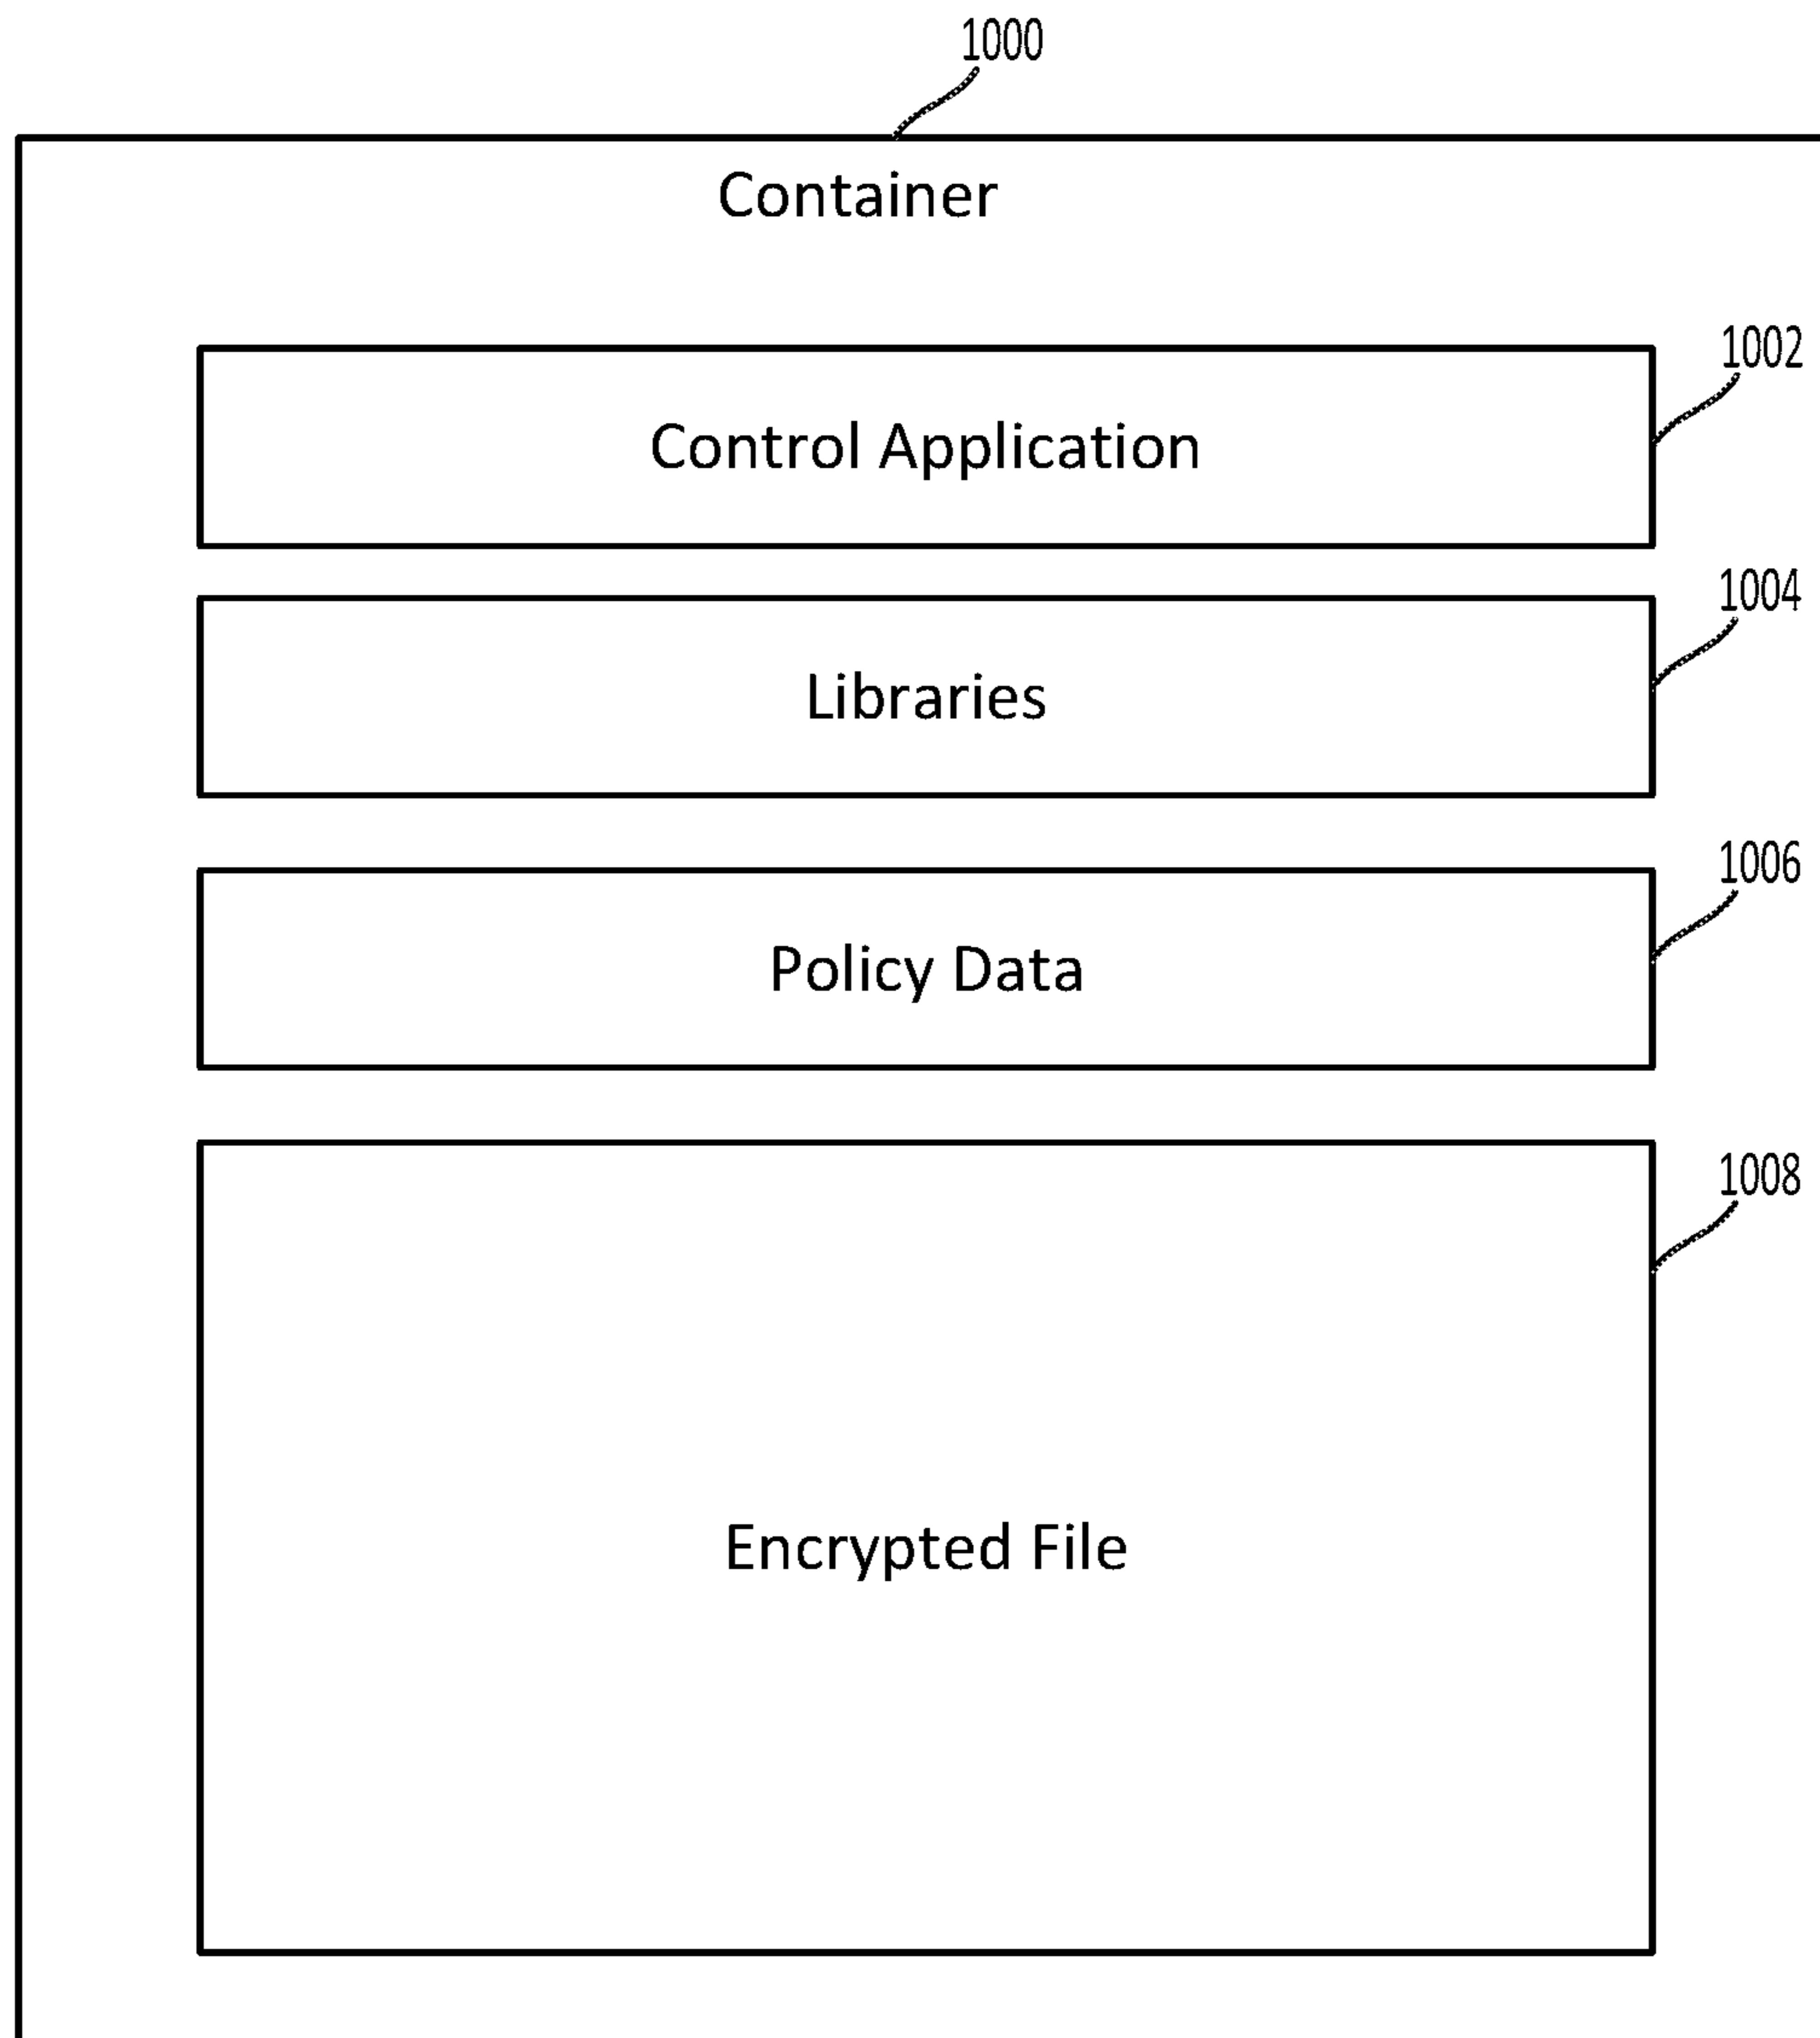 1000
Container
1002
Control Application
1004
Libraries
1006
Policy Data
1008
Encrypted File